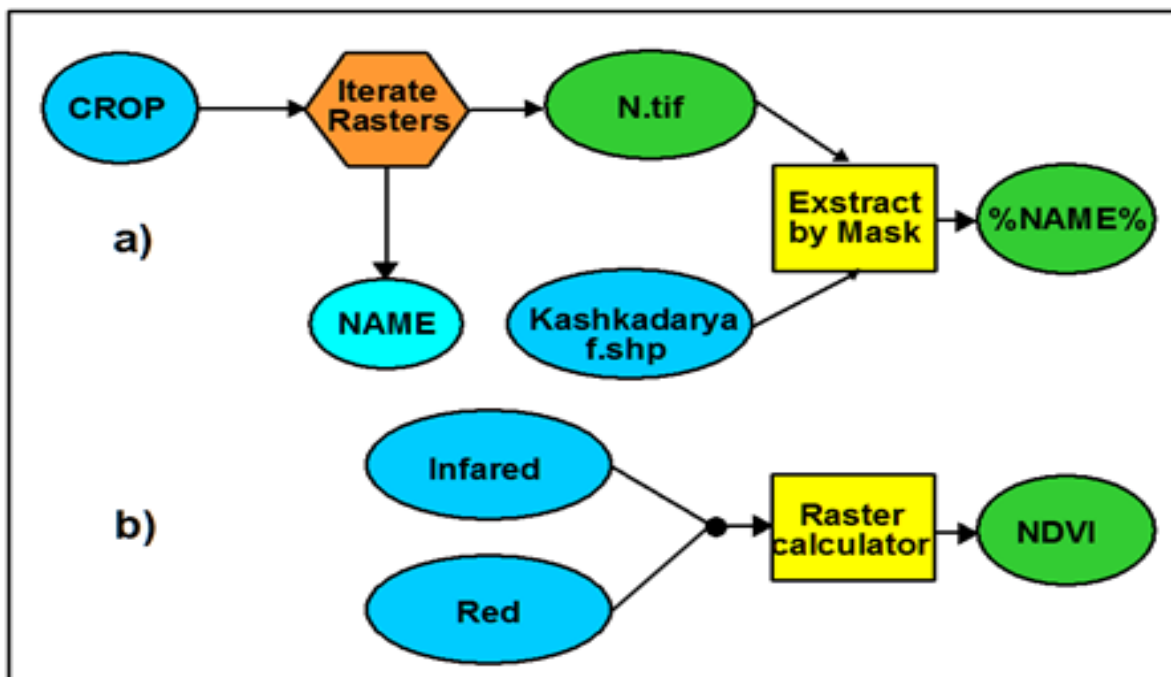 CROP
Iterate
Rasters
N.tif
Exstract
by Mask
%NAME%
a)
NAME
Kashkadarya
f.shp
Infared
b)
Raster
calculator
NDVI
Red